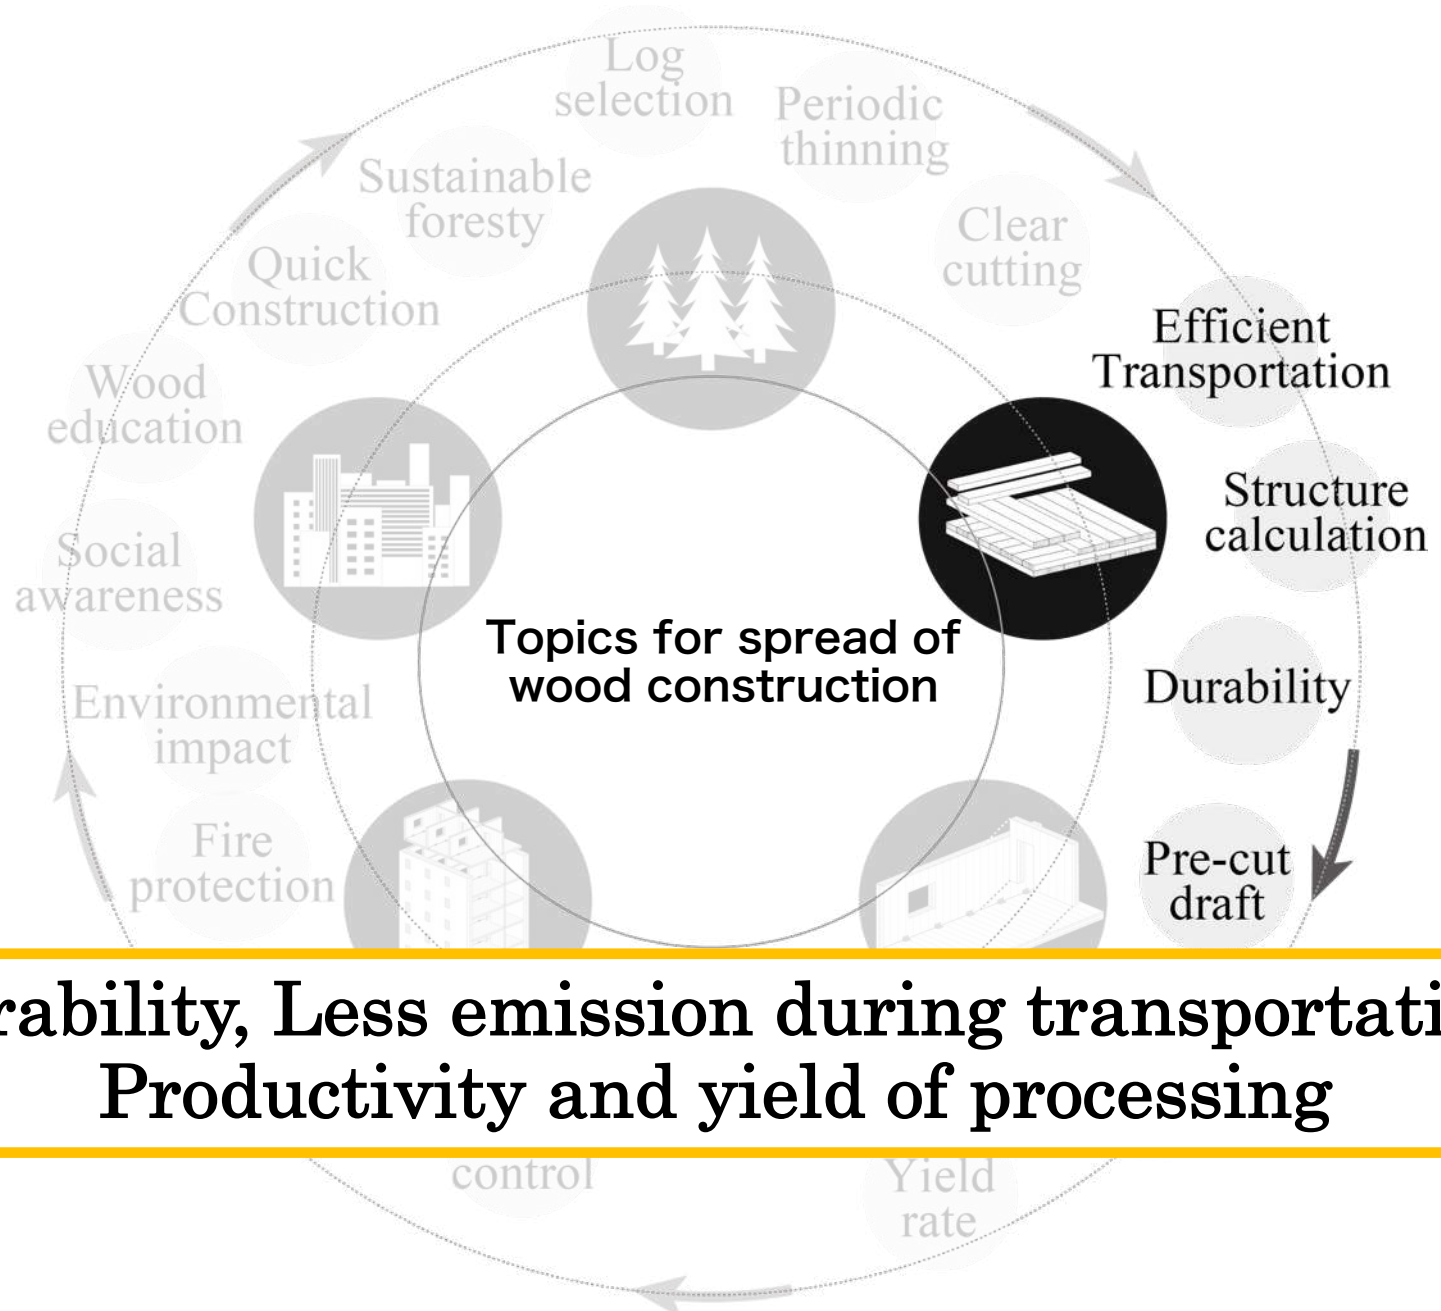 Log
selection
Periodic
thinning
Sustainable
foresty
Clear
cutting
Quick
Construction
Efficient
Transportation
Wood
education
Structure
calculation
Social
awareness
Topics for spread of
wood construction
Durability
Environmental
impact
Fire
protection
Pre-cut
draft
Less emission during
Productivity and yield of processing
control
Yield
rate